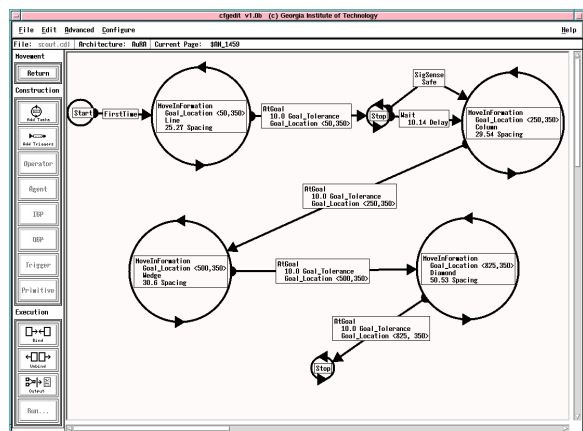 cfgedit v1.0b (c) Georgia Institute of Technology
File Edit Advanced Configure Help
File: scout.cdl Architecture: AuRA Current Page: $AN_1459
Movement
Return
Construction
Add Tasks
Add Triggers
Operator
Agent
IBP
OBP
Trigger
Primitive
Execution
Bind
Unbind
Output
Run...
Start
FirstTime
MoveInformation
Goal_Location <50,350>
Line
25.27 Spacing
AtGoal
10.0 Goal_Tolerance
Goal_Location <50,350>
Stop
SigSense
Safe
Wait
10.14 Delay
MoveInformation
Goal_Location <250,350>
Column
29.54 Spacing
AtGoal
10.0 Goal_Tolerance
Goal_Location <250,350>
MoveInformation
Goal_Location <500,350>
Wedge
30.6 Spacing
AtGoal
10.0 Goal_Tolerance
Goal_Location <500,350>
MoveInformation
Goal_Location <825,350>
Diamond
50.53 Spacing
AtGoal
10.0 Goal_Tolerance
Goal_Location <825, 350>
Stop